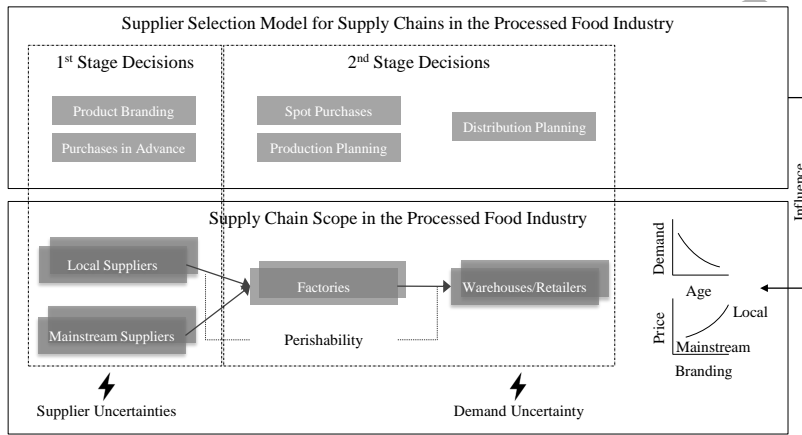 Supplier Selection Model for Supply Chains in the Processed Food Industry
1st Stage Decisions
2nd Stage Decisions
Product Branding
Purchases in Advance
Spot Purchases
Production Planning
Distribution Planning
Influence
Supply Chain Scope in the Processed Food Industry
Local Suppliers
Mainstream Suppliers
Factories
Warehouses/Retailers
Perishability
Demand
Age
Price
Local
Mainstream
Branding
Supplier Uncertainties
Demand Uncertainty